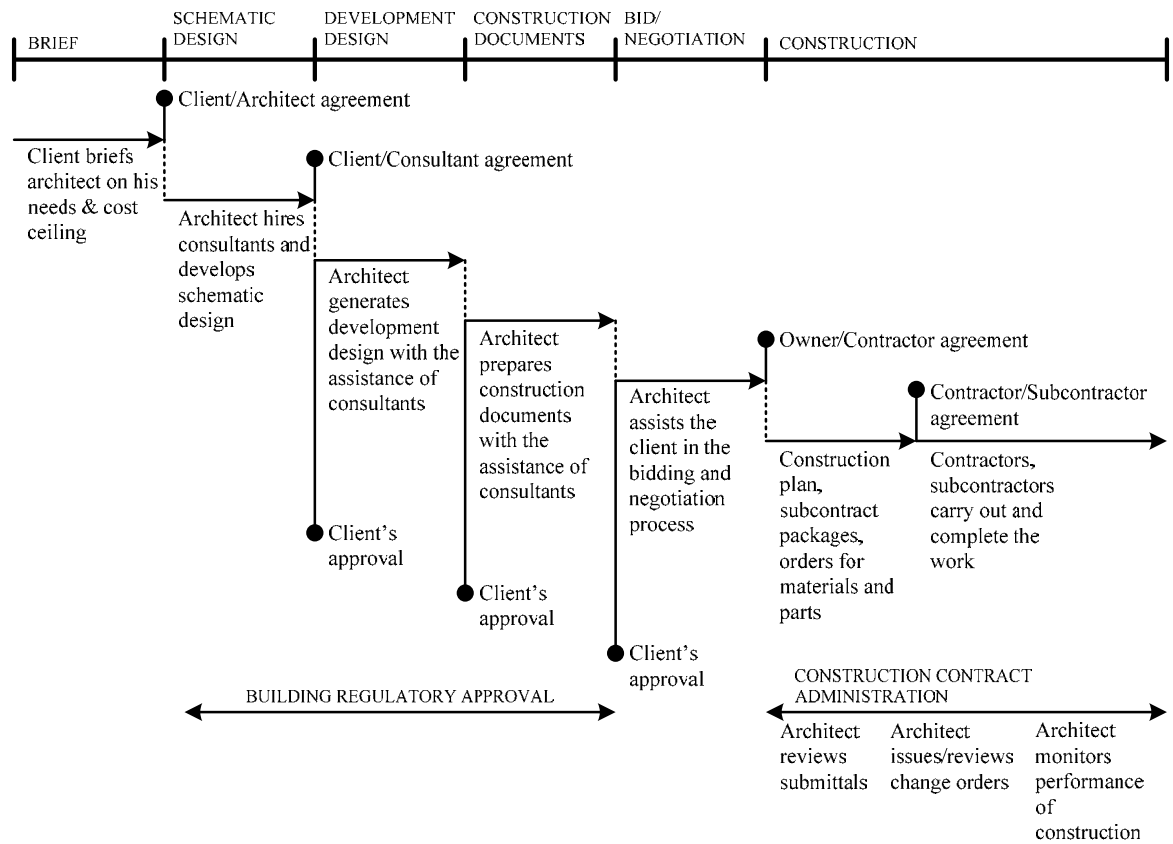 BRIEF
SCHEMATIC
DESIGN
DEVELOPMENT
DESIGN
CONSTRUCTION
DOCUMENTS
BID/
NEGOTIATION
CONSTRUCTION
Client/Architect agreement
Client briefs
architect on his
needs & cost
ceiling
Client/Consultant agreement
Architect hires
consultants and
develops
schematic
design
Architect
generates
development
design with the
assistance of
consultants
Architect
prepares
construction
documents
with the
assistance of
consultants
Owner/Contractor agreement
Architect
assists the
client in the
bidding and
negotiation
process
Contractor/Subcontractor
agreement
Construction
plan,
subcontract
packages,
orders for
materials and
parts
Contractors,
subcontractors
carry out and
complete the
work
Client's
approval
Client's
approval
Client's
approval
BUILDING REGULATORY APPROVAL
CONSTRUCTION CONTRACT
ADMINISTRATION
Architect
reviews
submittals
Architect
issues/reviews
change orders
Architect
monitors
performance
of
construction